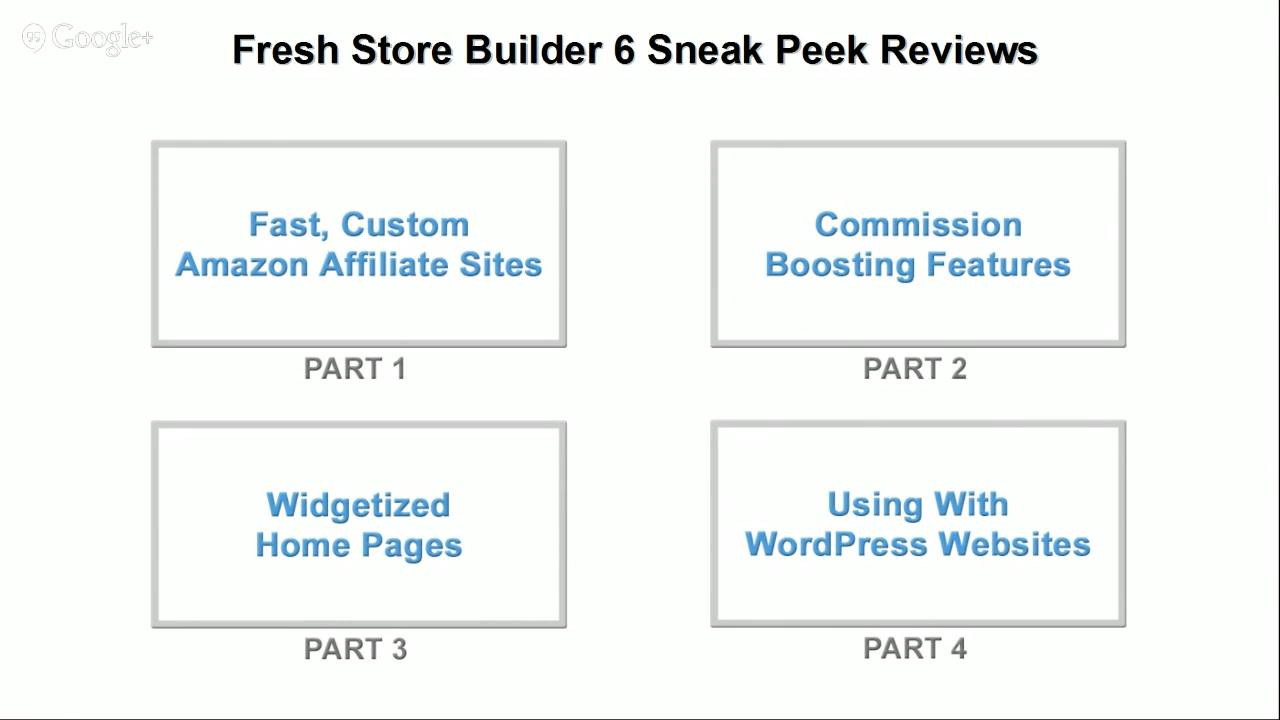 Google+
Fresh Store Builder 6 Sneak Peek Reviews
Fast, Custom
Amazon Affiliate Sites
PART 1
Commission
Boosting Features
PART 2
Widgetized
Home Pages
PART 3
Using With
WordPress Websites
PART 4